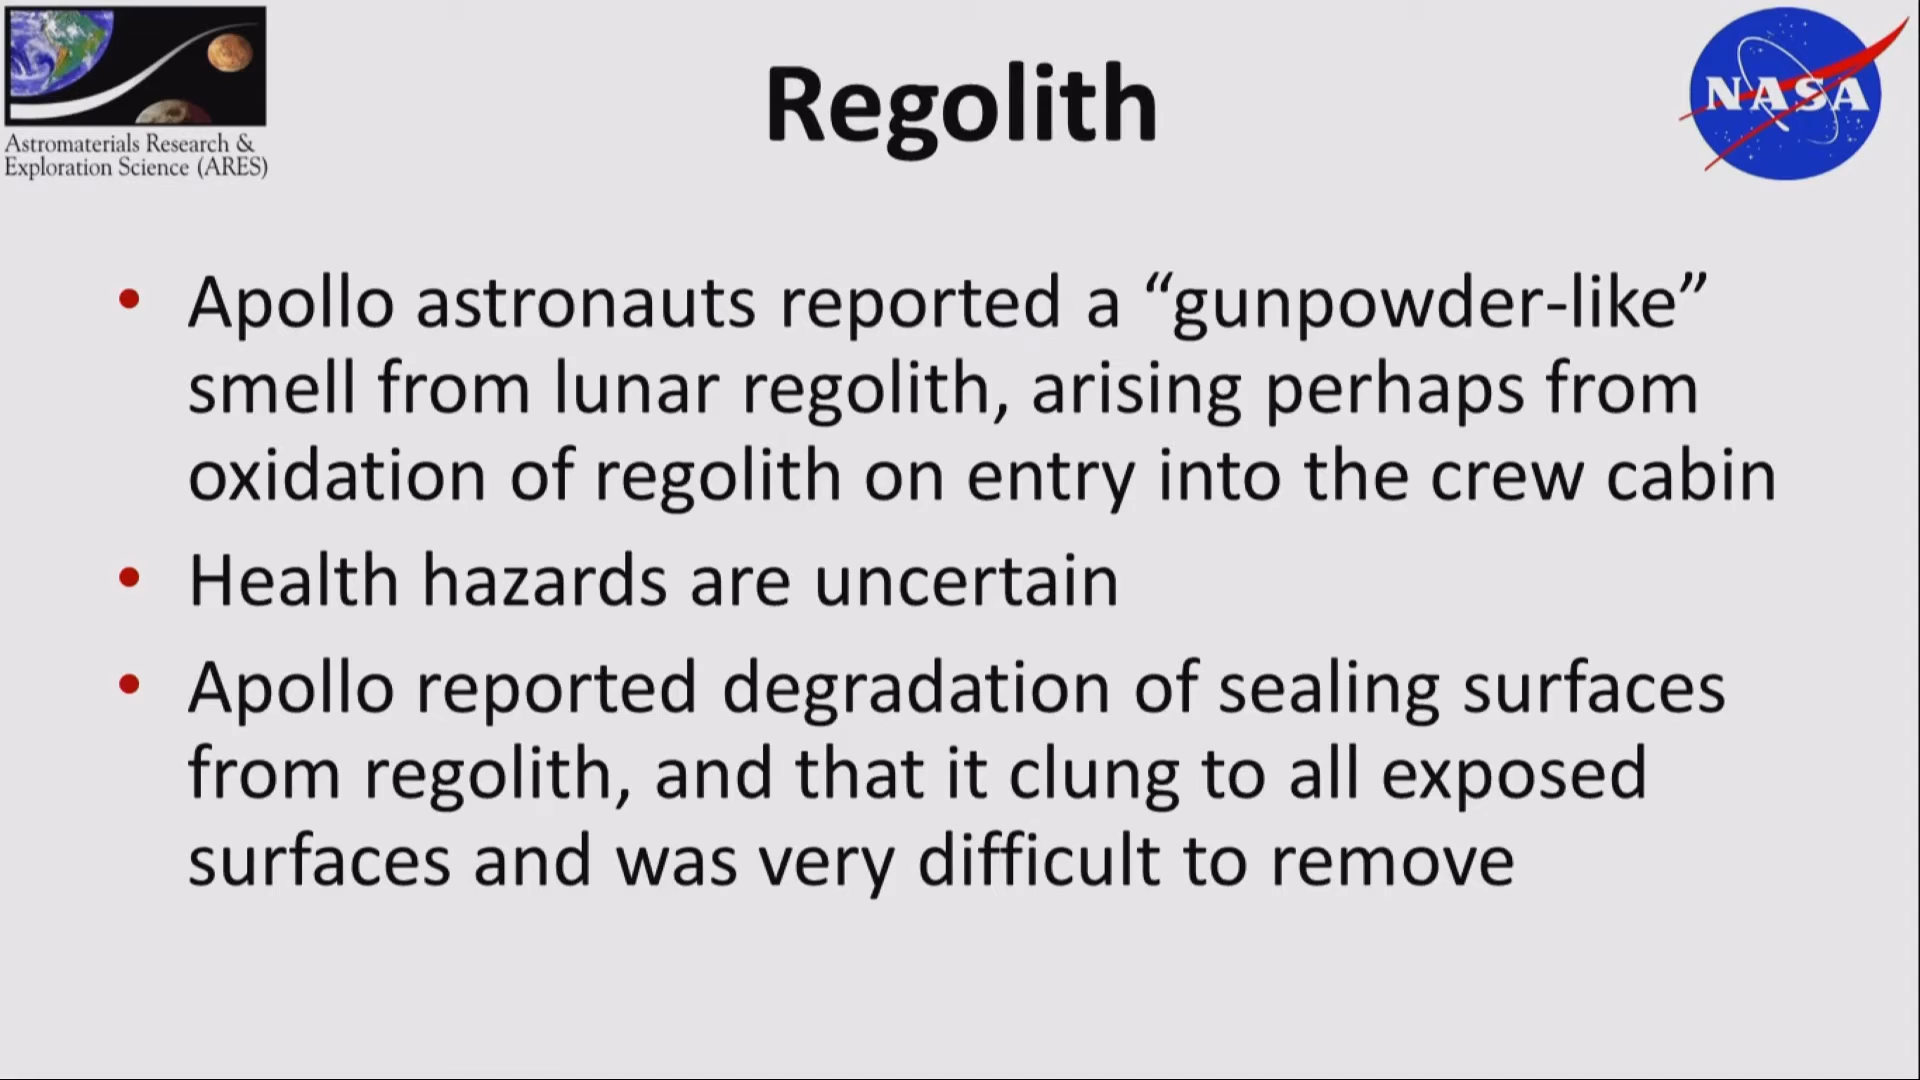 Regolith
NASA
Astromaterials Research &
Exploration Science (ARES)
• Apollo astronauts reported a “gunpowder-like”
smell from lunar regolith, arising perhaps from
oxidation of regolith on entry into the crew cabin
• Health hazards are uncertain
• Apollo reported degradation of sealing surfaces
from regolith, and that it clung to all exposed
surfaces and was very difficult to remove